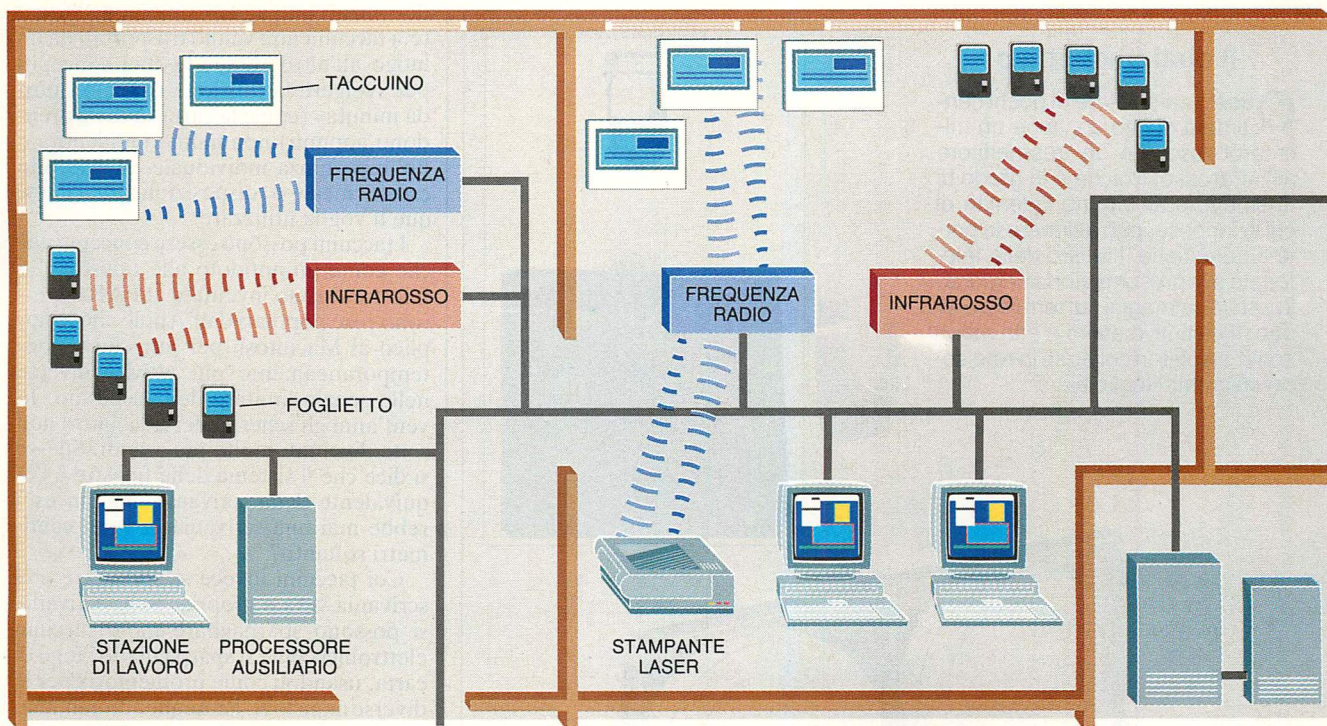 TACCUINO
FREQUENZA
RADIO
INFRAROSSO
FOGLIETTO
FREQUENZA
RADIO
INFRAROSSO
STAZIONE
DI LAVORO
PROCESSORE
AUSILIARIO
STAMPANTE
LASER